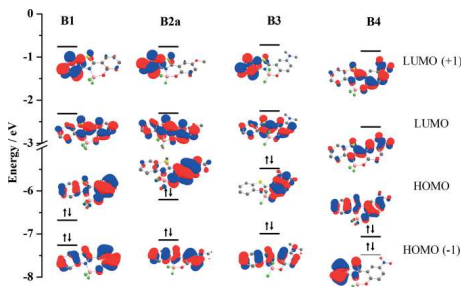 B1 B2a B3 B4
0
-1
-2
-3
-6
-7
-8
Energy / eV
LUMO (+1)
LUMO
HOMO
HOMO (-1)